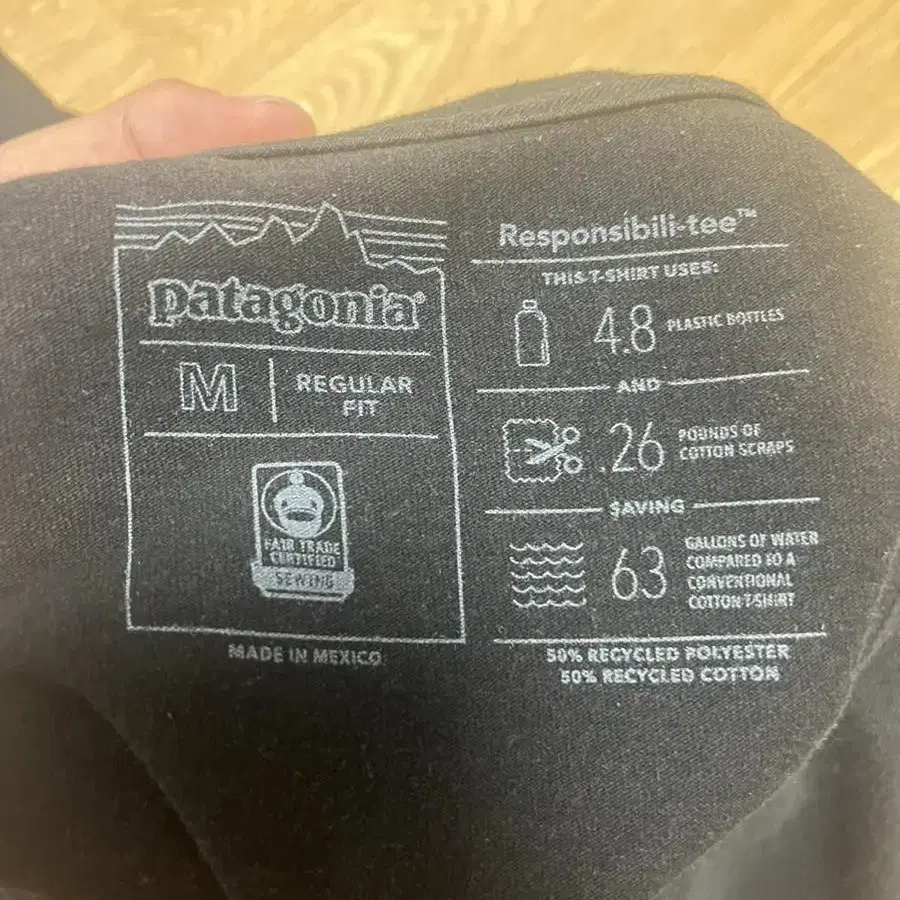 patagonia®
M
REGULAR
FIT
FAIR TRADE
CERTIFIED
SEWING
MADE IN MEXICO
Responsibili-tee™
THIS T-SHIRT USES:
4.8 PLASTIC BOTTLES
AND
.26 POUNDS OF
COTTON SCRAPS
SAVING
63 GALLONS OF WATER
COMPARED TO A
CONVENTIONAL
COTTON T-SHIRT
50% RECYCLED POLYESTER
50% RECYCLED COTTON